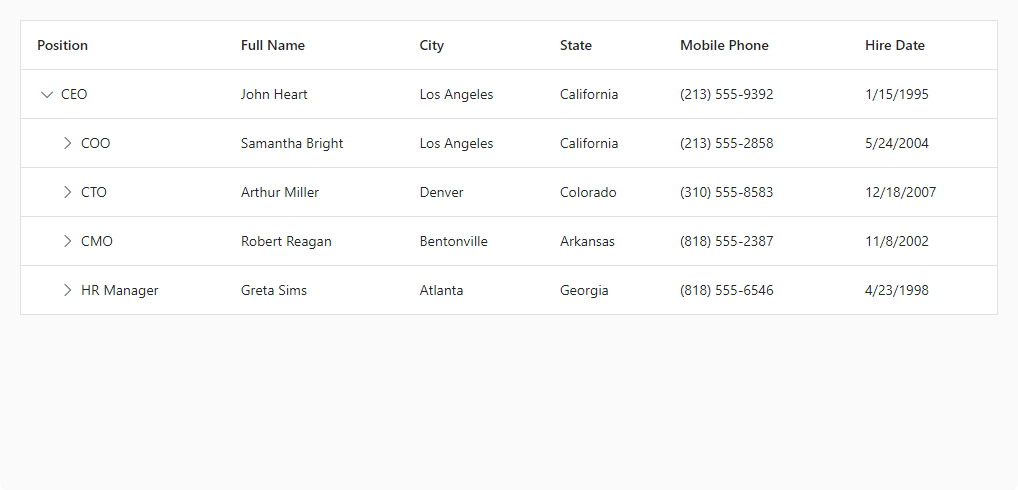 Position Full Name City State Mobile Phone Hire Date
CEO John Heart Los Angeles California (213) 555-9392 1/15/1995
COO Samantha Bright Los Angeles California (213) 555-2858 5/24/2004
CTO Arthur Miller Denver Colorado (310) 555-8583 12/18/2007
CMO Robert Reagan Bentonville Arkansas (818) 555-2387 11/8/2002
HR Manager Greta Sims Atlanta Georgia (818) 555-6546 4/23/1998